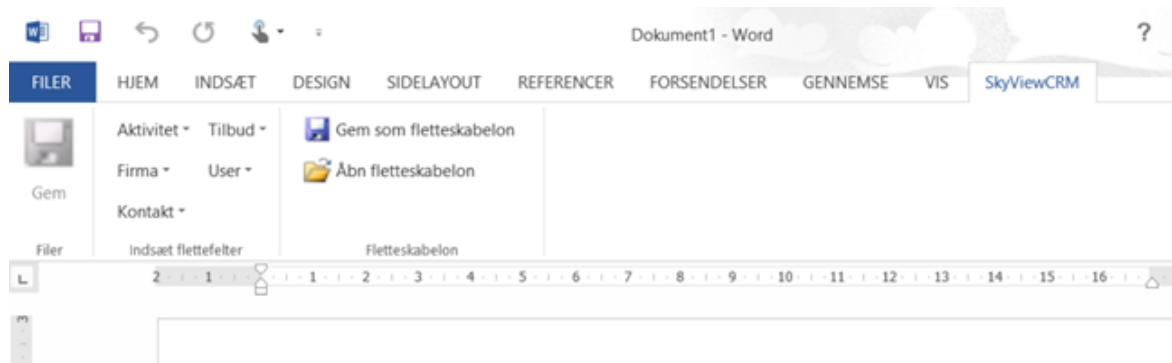 Dokument1 - Word ?
FILER HJEM INDSÆT DESIGN SIDELAYOUT REFERENCER FORSENDELSER GENNEMSE VIS SkyViewCRM
Aktivitet Tilbud Gem som fletteskabelon
Firma User Åbn fletteskabelon
Gem
Kontakt
Filer Indsæt flettefelter Fletteskabelon
L 2 1 1 2 3 4 5 6 7 8 9 10 11 12 13 14 15 16
3